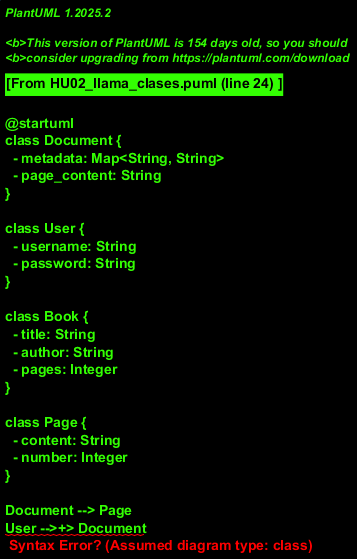 PlantUML 1.2025.2
<b>This version of PlantUML is 154 days old, so you should
<b>consider upgrading from https://plantuml.com/download
[From HU02_llama_clases.puml (line 24) ]
@startuml
class Document {
- metadata: Map<String, String>
- page_content: String
}
class User {
- username: String
- password: String
}
class Book {
- title: String
- author: String
- pages: Integer
}
class Page {
- content: String
- number: Integer
}
Document --> Page
User -->+> Document
Syntax Error? (Assumed diagram type: class)